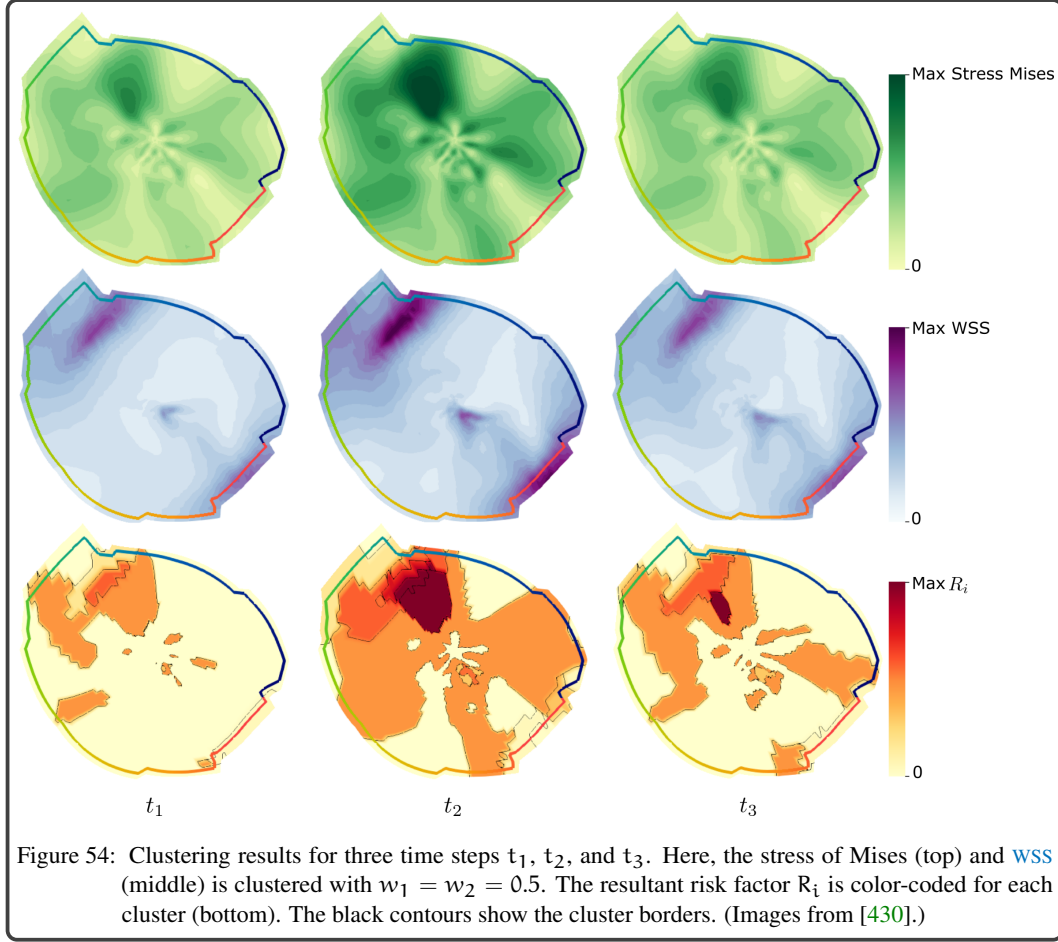 Max Stress Mises
0
Max WSS
0
Max R_i
0
t_1 t_2 t_3
Figure 54: Clustering results for three time steps t_1, t_2, and t_3. Here, the stress of Mises (top) and WSS
(middle) is clustered with w_1 = w_2 = 0.5. The resultant risk factor R_i is color-coded for each
cluster (bottom). The black contours show the cluster borders. (Images from [430].)